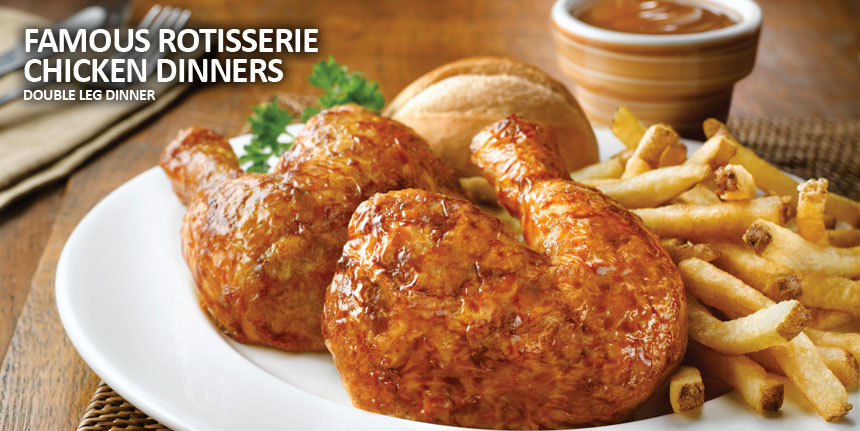 FAMOUS ROTISSERIE
CHICKEN DINNERS
DOUBLE LEG DINNER